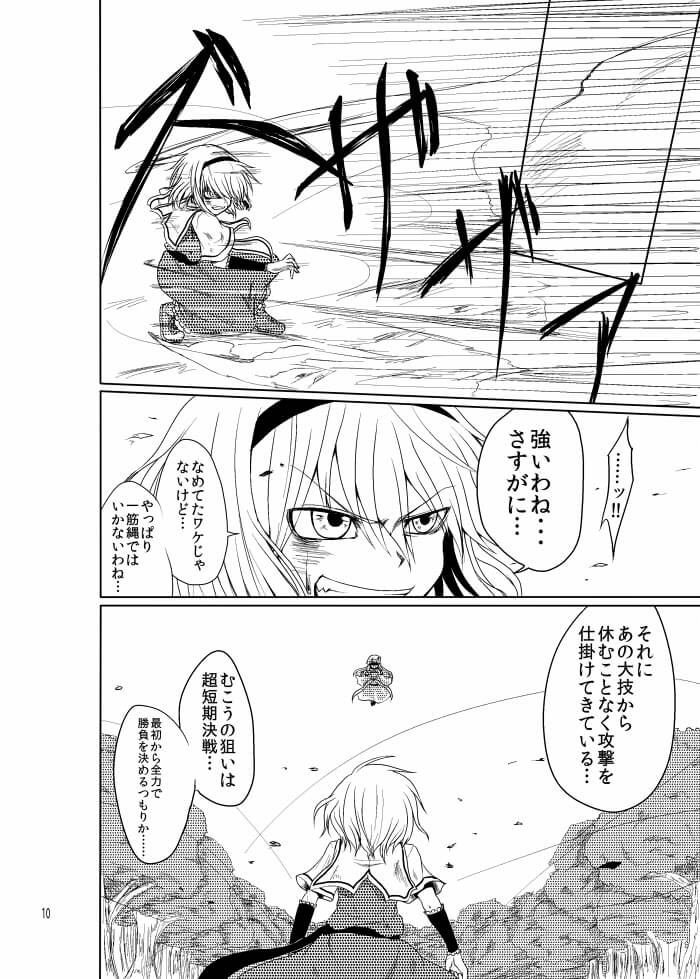 ズザザァ
……ッ!!
強いわね…
さすがに…
なめてたワケじゃ
ないけど…
やっぱり
一筋縄では
いかないわね…
それに
あの大技から
休むことなく攻撃を
仕掛けてきている…
むこうの狙いは
超短期決戦…
最初から全力で
勝負を決めるつもりか……
10